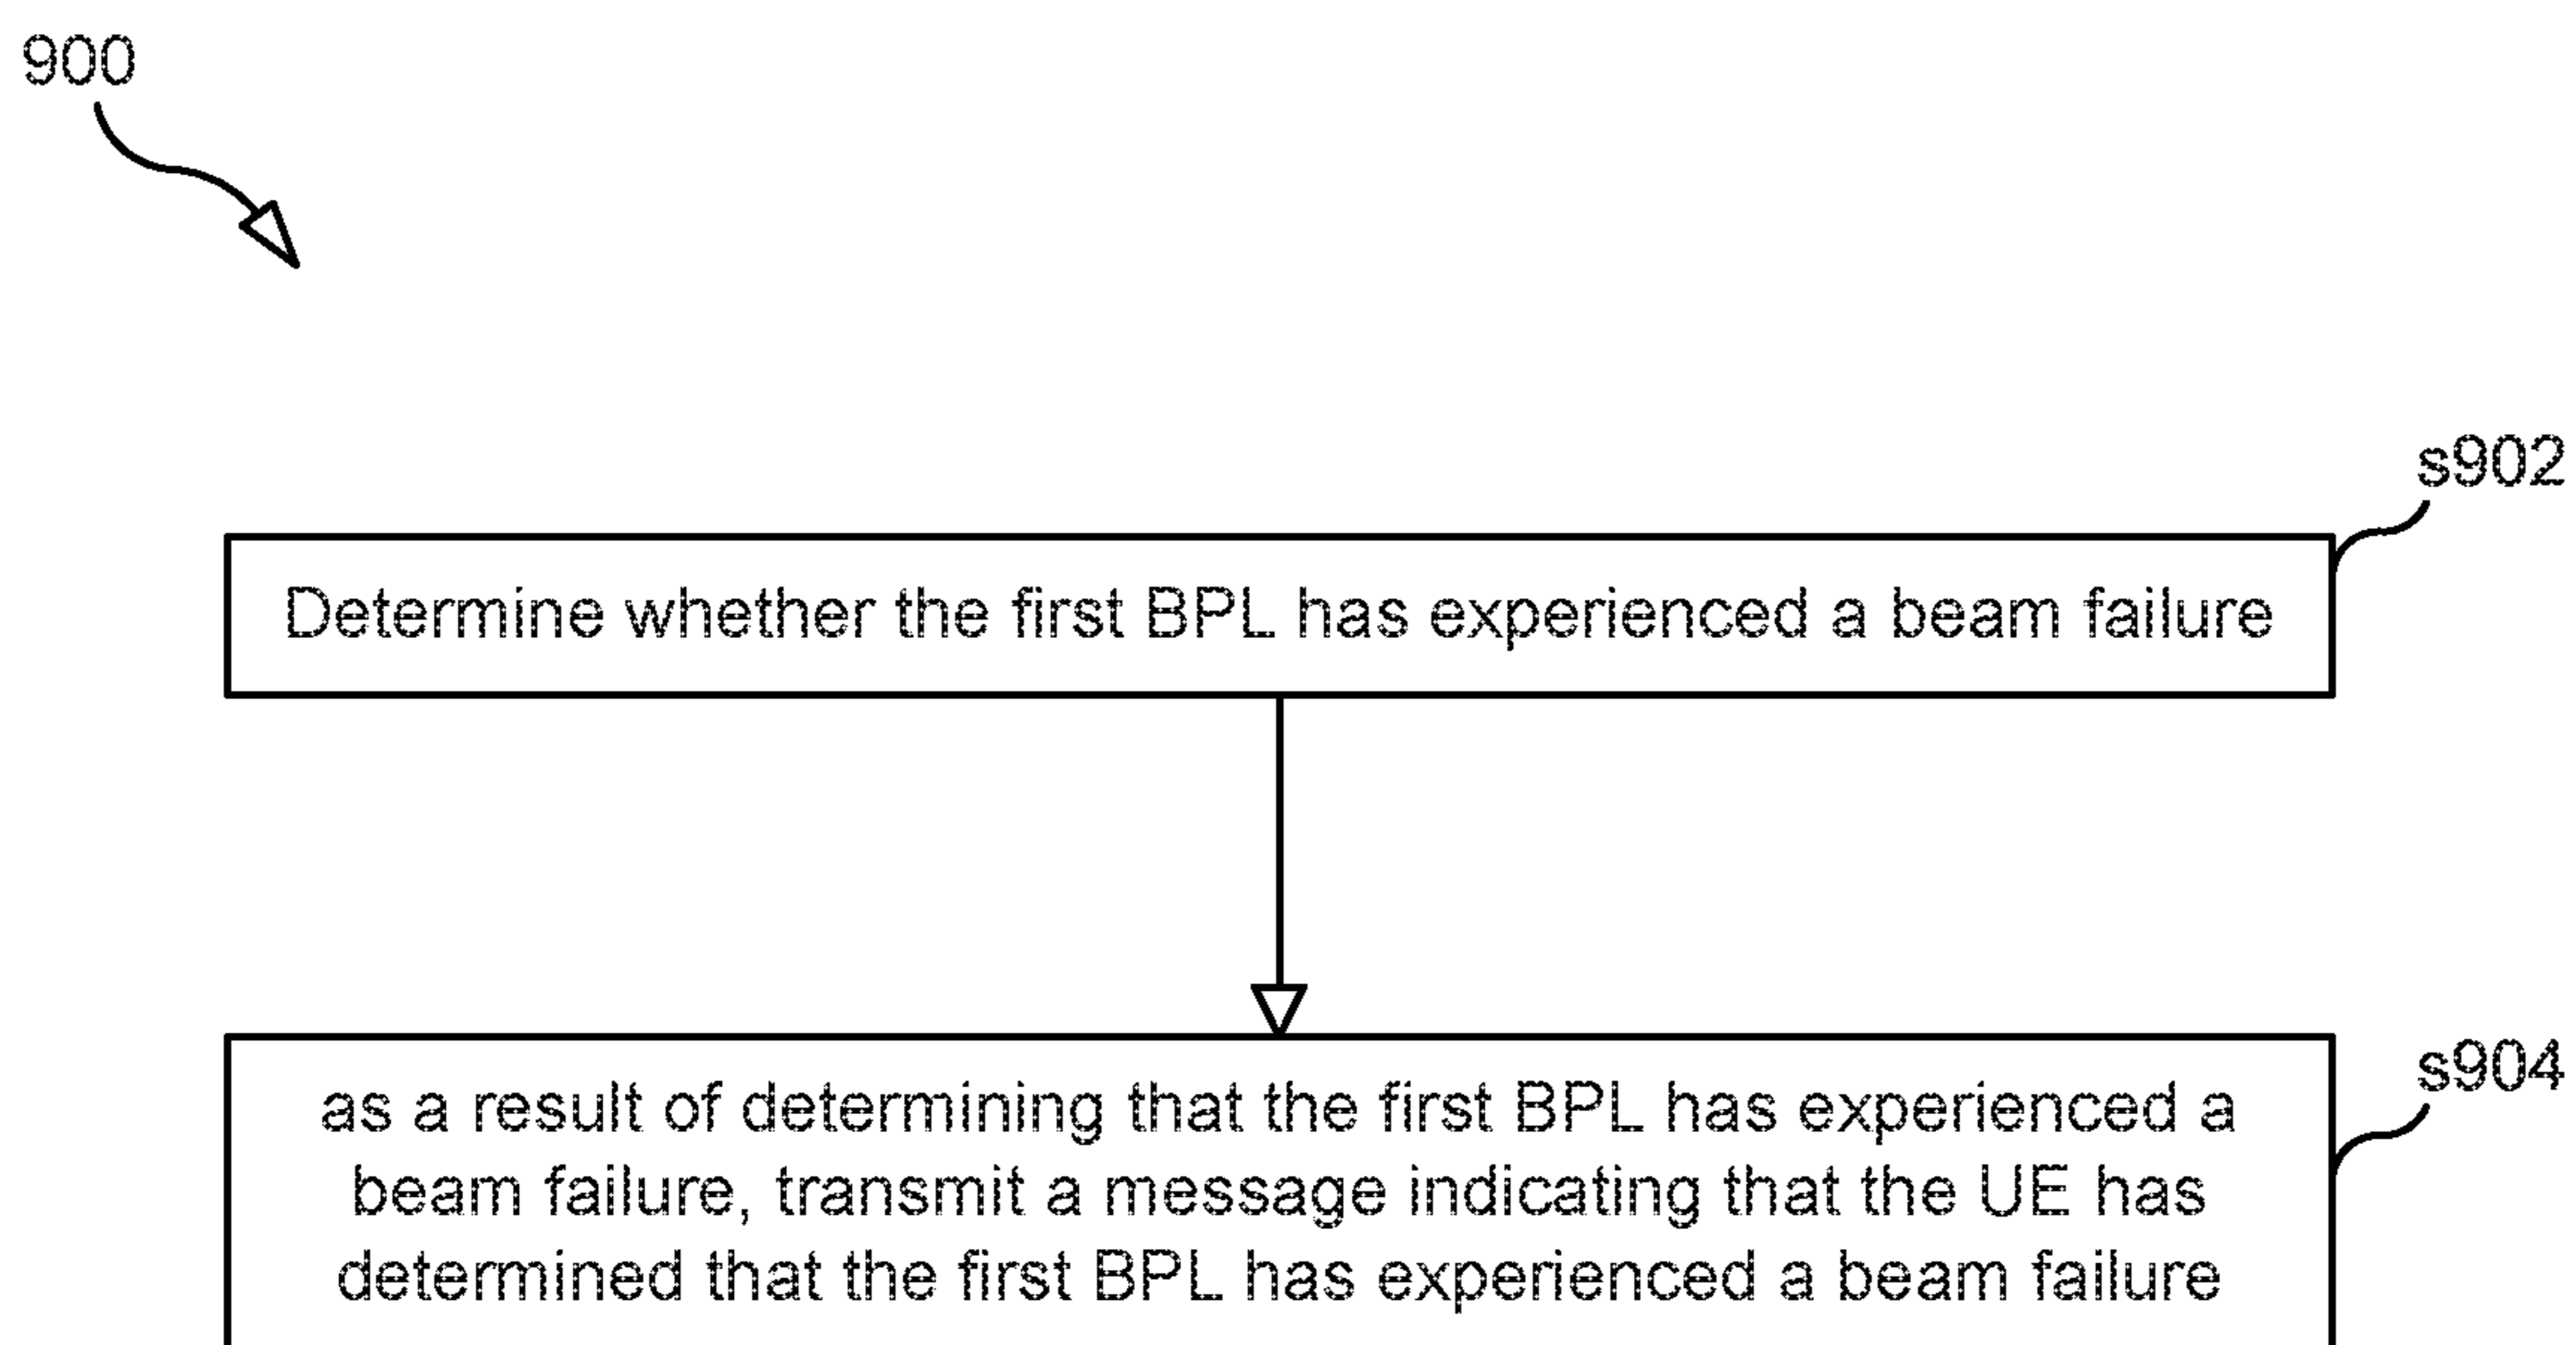 900
s902
Determine whether the first BPL has experienced a beam failure
s904
as a result of determining that the first BPL has experienced a
beam failure, transmit a message indicating that the UE has
determined that the first BPL has experienced a beam failure